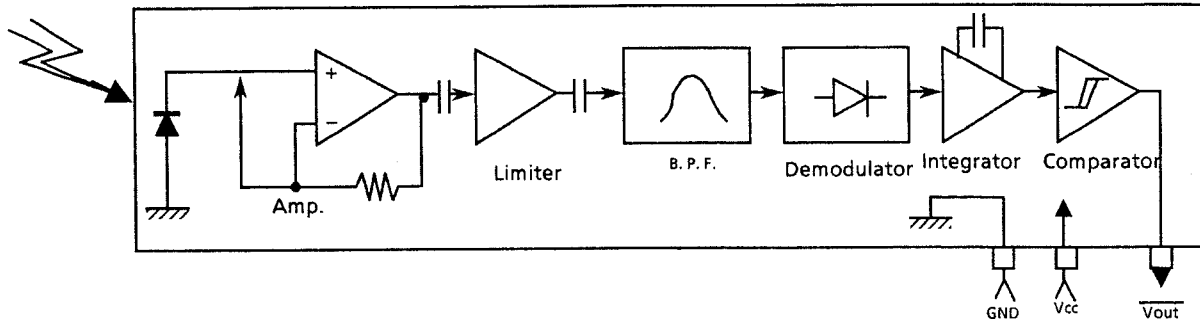 +
−
Amp.
Limiter
B. P. F.
Demodulator
Integrator
Comparator
GND
Vcc
Vout